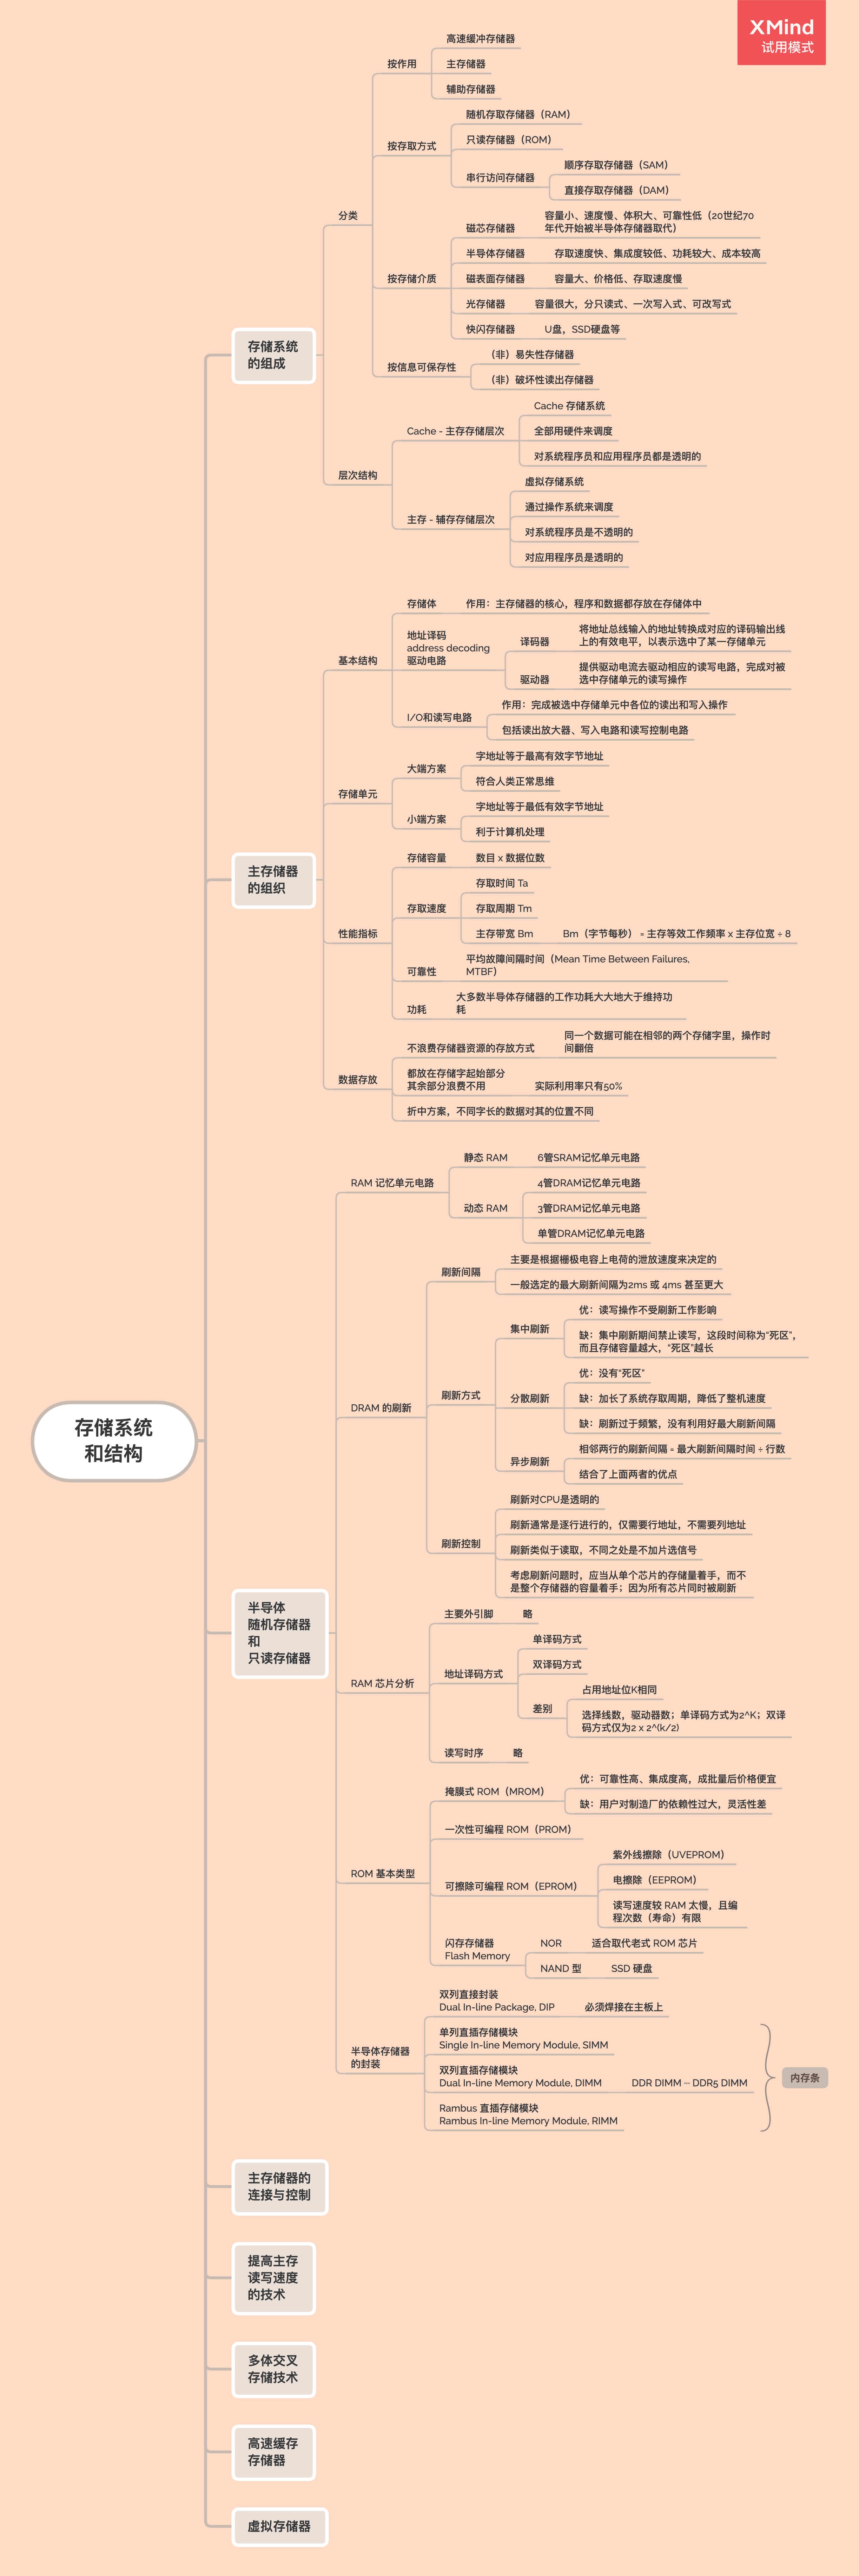 XMind
试用模式
存储系统
和结构
存储系统
的组成
分类
按作用
高速缓冲存储器
主存储器
辅助存储器
按存取方式
随机存取存储器（RAM）
只读存储器（ROM）
串行访问存储器
顺序存取存储器（SAM）
直接存取存储器（DAM）
按存储介质
磁芯存储器
容量小、速度慢、体积大、可靠性低（20世纪70
年代开始被半导体存储器取代）
半导体存储器
存取速度快、集成度较低、功耗较大、成本较高
磁表面存储器
容量大、价格低、存取速度慢
光存储器
容量很大，分只读式、一次写入式、可改写式
快闪存储器
U盘，SSD硬盘等
按信息可保存性
（非）易失性存储器
（非）破坏性读出存储器
层次结构
Cache - 主存存储层次
Cache 存储系统
全部用硬件来调度
对系统程序员和应用程序员都是透明的
主存 - 辅存存储层次
虚拟存储系统
通过操作系统来调度
对系统程序员是不透明的
对应用程序员是透明的
主存储器
的组织
基本结构
存储体
作用：主存储器的核心，程序和数据都存放在存储体中
地址译码
address decoding
驱动电路
译码器
将地址总线输入的地址转换成对应的译码输出线
上的有效电平，以表示选中了某一存储单元
驱动器
提供驱动电流去驱动相应的读写电路，完成对被
选中存储单元的读写操作
I/O和读写电路
作用：完成被选中存储单元中各位的读出和写入操作
包括读出放大器、写入电路和读写控制电路
存储单元
大端方案
字地址等于最高有效字节地址
符合人类正常思维
小端方案
字地址等于最低有效字节地址
利于计算机处理
性能指标
存储容量
数目 x 数据位数
存取速度
存取时间 Ta
存取周期 Tm
主存带宽 Bm
Bm（字节每秒） = 主存等效工作频率 x 主存位宽 ÷ 8
可靠性
平均故障间隔时间（Mean Time Between Failures,
MTBF）
功耗
大多数半导体存储器的工作功耗大大地大于维持功
耗
数据存放
不浪费存储器资源的存放方式
同一个数据可能在相邻的两个存储字里，操作时
间翻倍
都放在存储字起始部分
其余部分浪费不用
实际利用率只有50%
折中方案，不同字长的数据对其的位置不同
半导体
随机存储器
和
只读存储器
RAM 记忆单元电路
静态 RAM
6管SRAM记忆单元电路
动态 RAM
4管DRAM记忆单元电路
3管DRAM记忆单元电路
单管DRAM记忆单元电路
DRAM 的刷新
刷新间隔
主要是根据栅极电容上电荷的泄放速度来决定的
一般选定的最大刷新间隔为2ms 或 4ms 甚至更大
刷新方式
集中刷新
优：读写操作不受刷新工作影响
缺：集中刷新期间禁止读写，这段时间称为“死区”，
而且存储容量越大，“死区”越长
分散刷新
优：没有“死区”
缺：加长了系统存取周期，降低了整机速度
缺：刷新过于频繁，没有利用好最大刷新间隔
异步刷新
相邻两行的刷新间隔 = 最大刷新间隔时间 ÷ 行数
结合了上面两者的优点
刷新控制
刷新对CPU是透明的
刷新通常是逐行进行的，仅需要行地址，不需要列地址
刷新类似于读取，不同之处是不加片选信号
考虑刷新问题时，应当从单个芯片的存储量着手，而不
是整个存储器的容量着手；因为所有芯片同时被刷新
RAM 芯片分析
主要外引脚
略
地址译码方式
单译码方式
双译码方式
差别
占用地址位K相同
选择线数，驱动器数；单译码方式为2^K；双译
码方式仅为2 x 2^(k/2)
读写时序
略
ROM 基本类型
掩膜式 ROM（MROM）
优：可靠性高、集成度高，成批量后价格便宜
缺：用户对制造厂的依赖性过大，灵活性差
一次性可编程 ROM（PROM）
可擦除可编程 ROM（EPROM）
紫外线擦除（UVEPROM）
电擦除（EEPROM）
读写速度较 RAM 太慢，且编
程次数（寿命）有限
闪存存储器
Flash Memory
NOR
适合取代老式 ROM 芯片
NAND 型
SSD 硬盘
半导体存储器
的封装
双列直接封装
Dual In-line Package, DIP
必须焊接在主板上
单列直插存储模块
Single In-line Memory Module, SIMM
双列直插存储模块
Dual In-line Memory Module, DIMM
DDR DIMM ··· DDR5 DIMM
Rambus 直插存储模块
Rambus In-line Memory Module, RIMM
内存条
主存储器的
连接与控制
提高主存
读写速度
的技术
多体交叉
存储技术
高速缓存
存储器
虚拟存储器